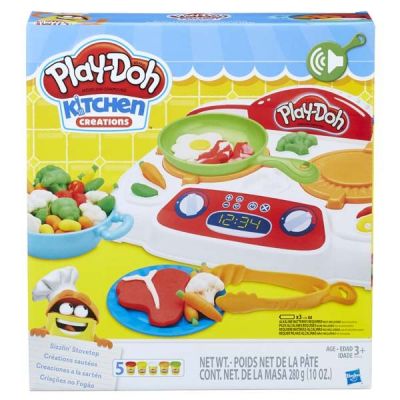 Play-Doh
KITCHEN
CREATIONS
Play-Doh
12:34
x3 AAA
Sizzlin' Stovetop
Créations sautées
Creaciones a la sartén
Criações no Fogão
5
AGE • EDAD 3+
IDADE
NET WT. • POIDS NET DE LA PÂTE
CONT. NET. DE LA MASA 280 g (10 OZ.)
Hasbro